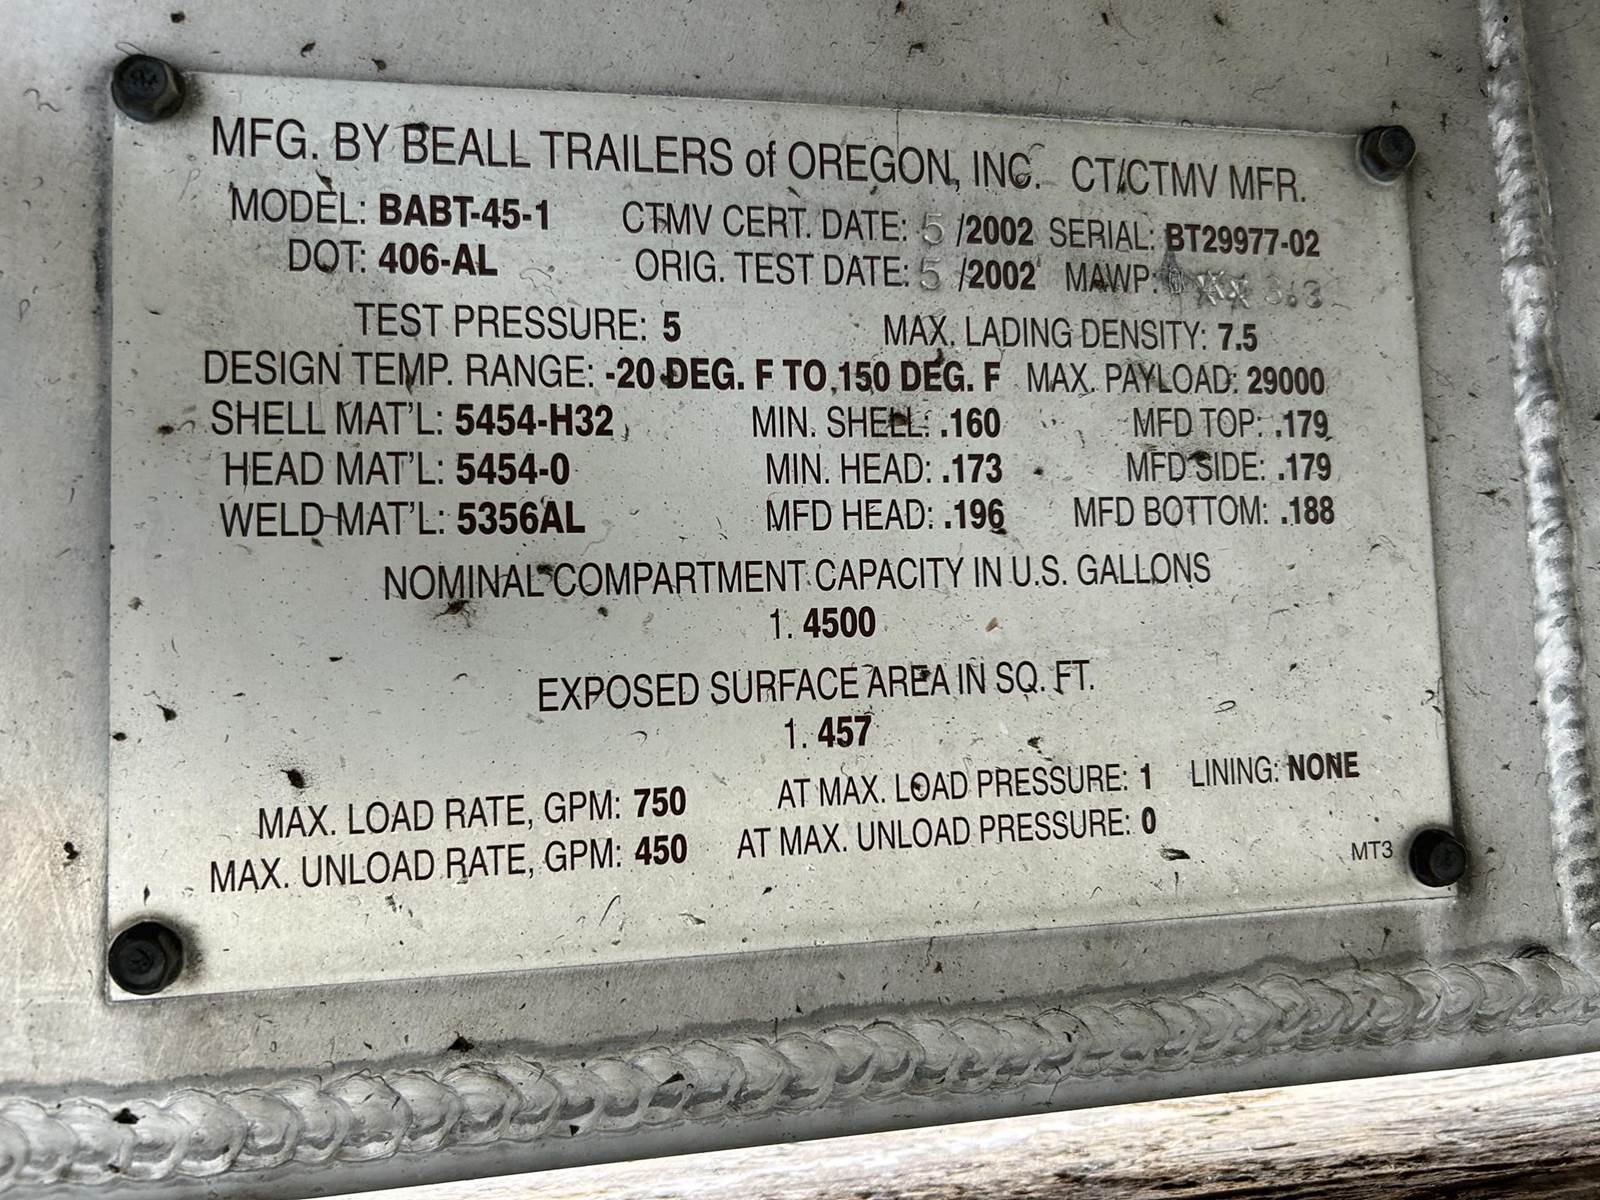 MFG. BY BEALL TRAILERS of OREGON, INC. CT/CTMV MFR.
MODEL: BABT-45-1 CTMV CERT. DATE: 5 /2002 SERIAL: BT29977-02
DOT: 406-AL ORIG. TEST DATE: 5 /2002 MAWP: 3.3
TEST PRESSURE: 5 MAX. LADING DENSITY: 7.5
DESIGN TEMP. RANGE: -20 DEG. F TO 150 DEG. F MAX. PAYLOAD: 29000
SHELL MAT'L: 5454-H32 MIN. SHELL: .160 MFD TOP: .179
HEAD MAT'L: 5454-0 MIN. HEAD: .173 MFD SIDE: .179
WELD MAT'L: 5356AL MFD HEAD: .196 MFD BOTTOM: .188
NOMINAL COMPARTMENT CAPACITY IN U.S. GALLONS
1. 4500
EXPOSED SURFACE AREA IN SQ. FT.
1. 457
MAX. LOAD RATE, GPM: 750 AT MAX. LOAD PRESSURE: 1 LINING: NONE
MAX. UNLOAD RATE, GPM: 450 AT MAX. UNLOAD PRESSURE: 0
MT3